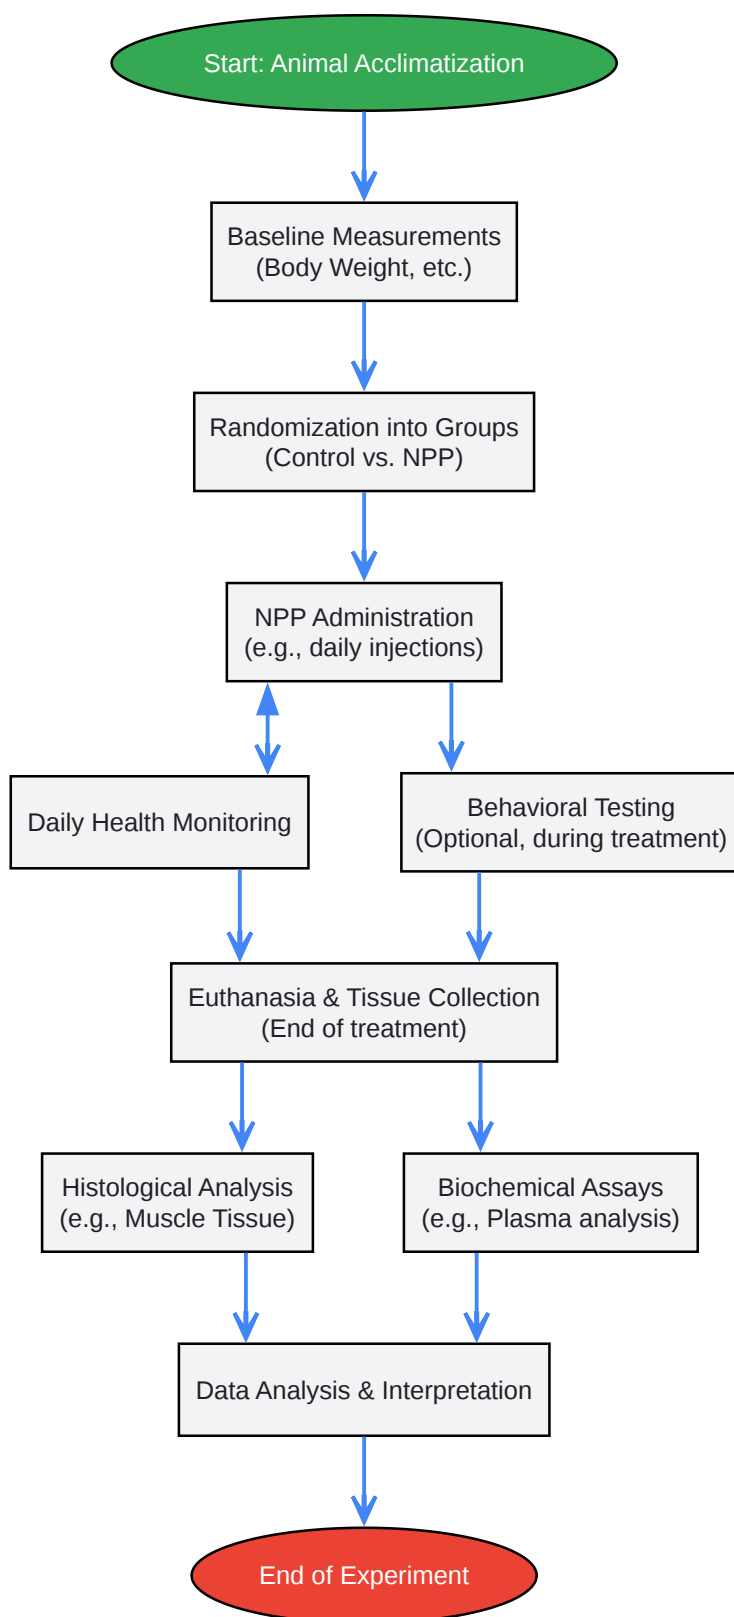 Start: Animal Acclimatization
Baseline Measurements
(Body Weight, etc.)
Randomization into Groups
(Control vs. NPP)
NPP Administration
(e.g., daily injections)
Daily Health Monitoring
Behavioral Testing
(Optional, during treatment)
Euthanasia & Tissue Collection
(End of treatment)
Histological Analysis
(e.g., Muscle Tissue)
Biochemical Assays
(e.g., Plasma analysis)
Data Analysis & Interpretation
End of Experiment